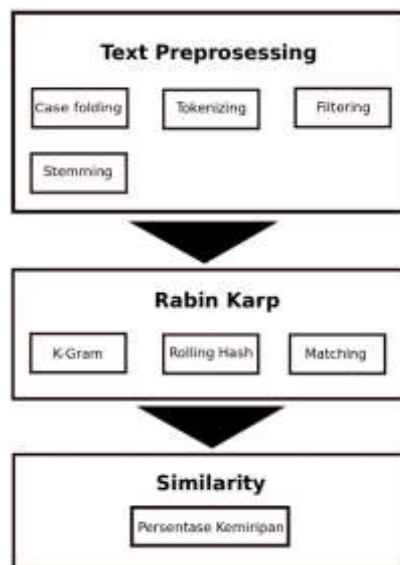 Text Preprosessing
Case folding Tokenizing Filtering
Stemming
Rabin Karp
K-Gram Rolling Hash Matching
Similarity
Persentase Kemiripan